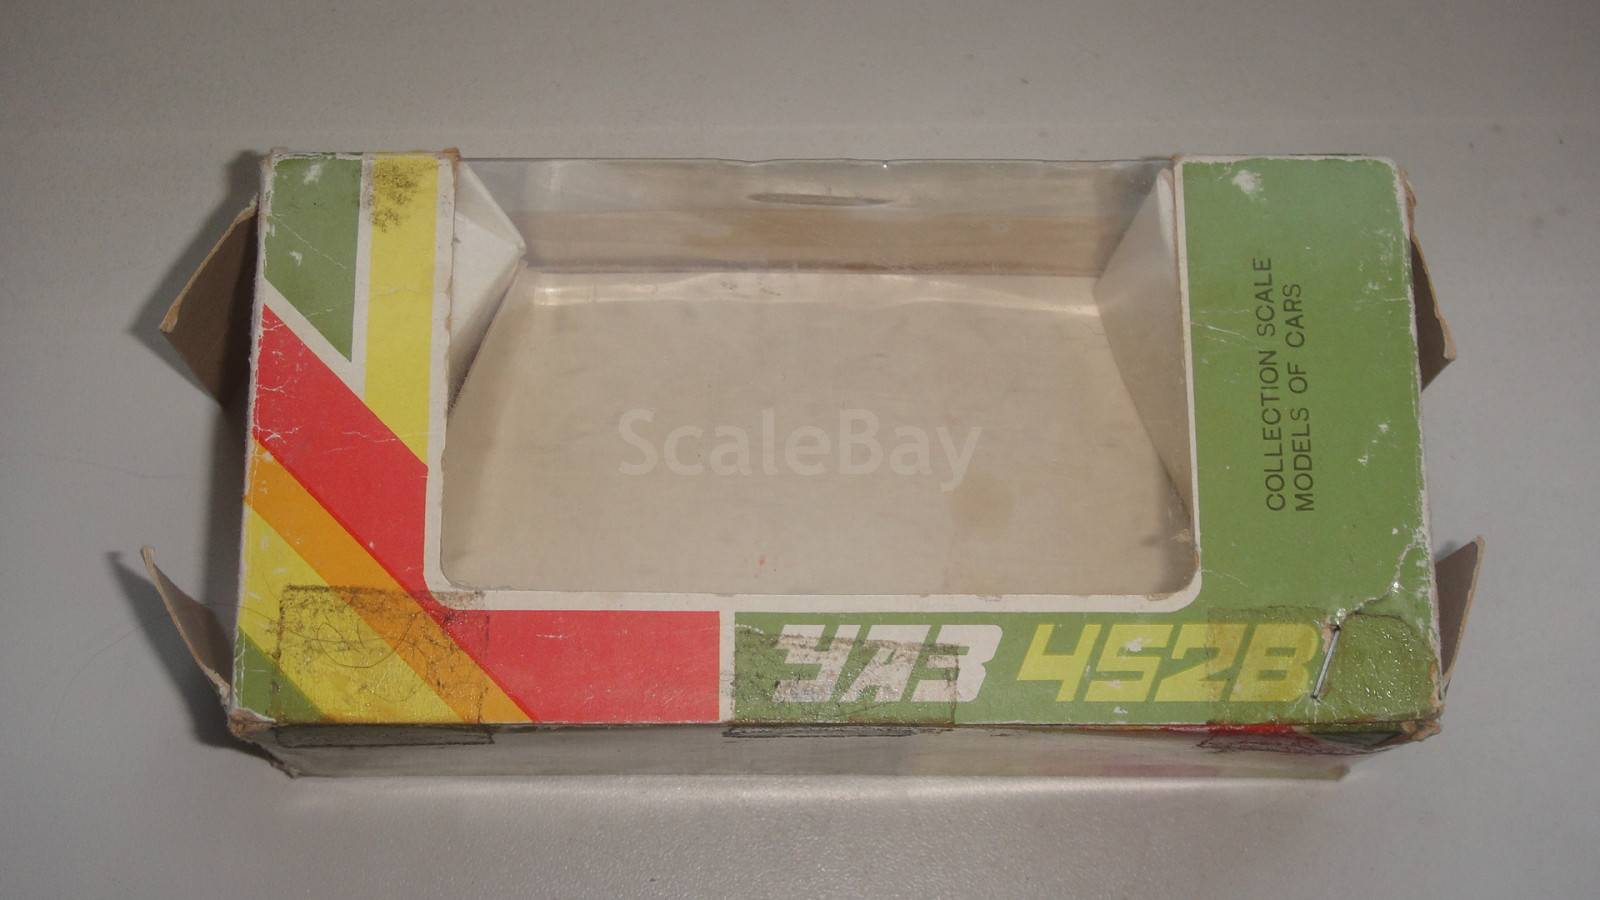 COLLECTION SCALE
MODELS OF CARS
ScaleBay
УАЗ 452В